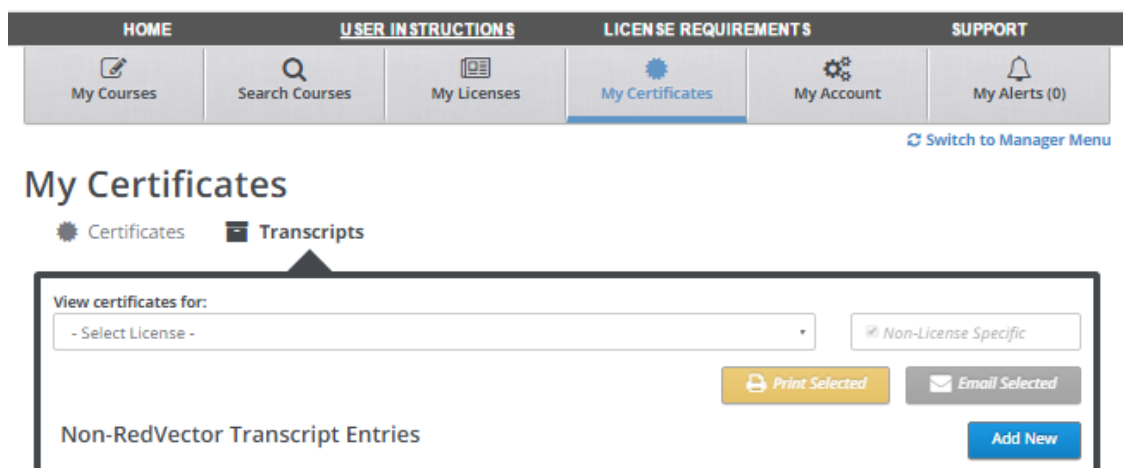 HOME USER INSTRUCTIONS LICENSE REQUIREMENTS SUPPORT
My Courses Search Courses My Licenses My Certificates My Account My Alerts (0)
Switch to Manager Menu
My Certificates
Certificates Transcripts
View certificates for:
- Select License - Non-License Specific
Print Selected Email Selected
Non-RedVector Transcript Entries Add New